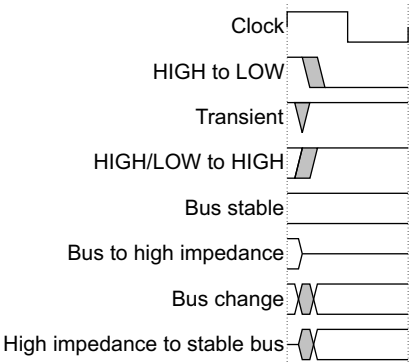 Clock
HIGH to LOW
Transient
HIGH/LOW to HIGH
Bus stable
Bus to high impedance
Bus change
High impedance to stable bus